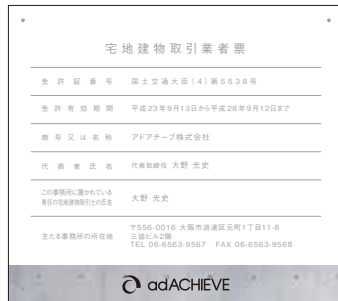 宅地建物取引業者票
免許証番号 国土交通大臣(4)第5538号
免許有効期間 平成23年9月13日から平成28年9月12日まで
商号又は名称 アドアチーブ株式会社
代表者氏名 代表取締役 大野 光史
この事務所に置かれている
専任の宅地建物取引士の氏名 大野 光史
主たる事務所の所在地 〒556-0016 大阪市浪速区元町1丁目11-8
三協ビル2階
TEL 06-6563-9567 FAX 06-6563-9568
adACHIEVE